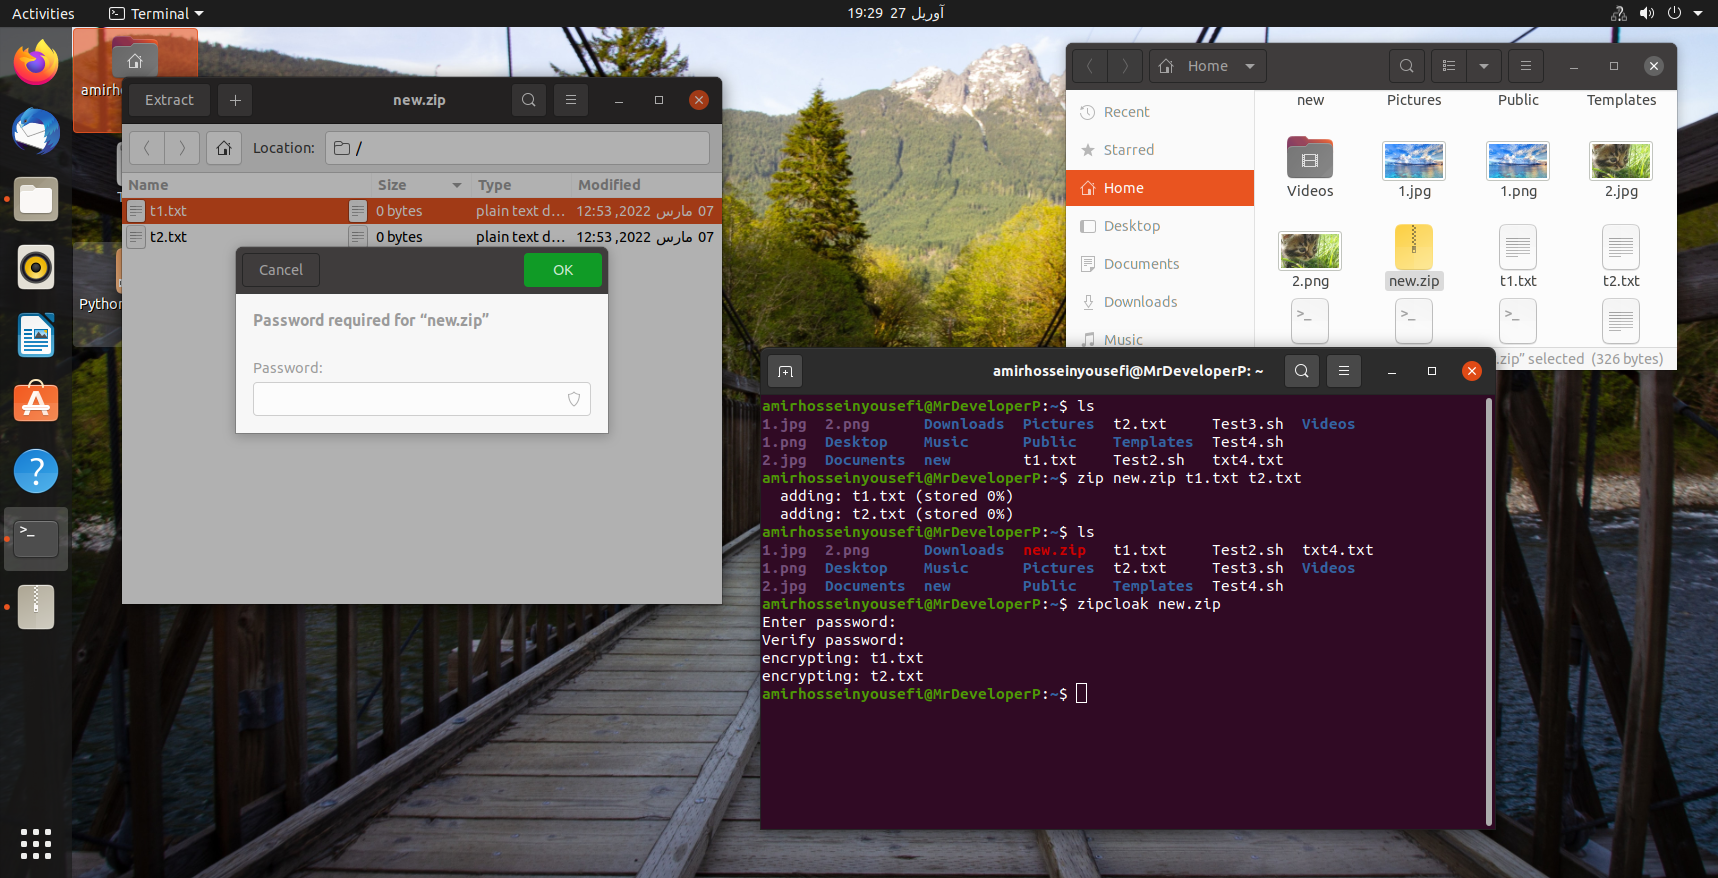 Activities
Terminal
19:29 27 آوریل
amirh
Python
Extract
new.zip
Location:
/
Name Size Type Modified
t1.txt 0 bytes plain text d… 12:53 ,2022 مارس 07
t2.txt 0 bytes plain text d… 12:53 ,2022 مارس 07
Cancel
OK
Password required for “new.zip”
Password:
Home
Recent
Starred
Home
Desktop
Documents
Downloads
Music
new Pictures Public Templates
Videos 1.jpg 1.png 2.jpg
2.png new.zip t1.txt t2.txt
.zip” selected (326 bytes)
amirhosseinyousefi@MrDeveloperP: ~
amirhosseinyousefi@MrDeveloperP:~$ ls
1.jpg 2.png Downloads Pictures t2.txt Test3.sh Videos
1.png Desktop Music Public Templates Test4.sh
2.jpg Documents new t1.txt Test2.sh txt4.txt
amirhosseinyousefi@MrDeveloperP:~$ zip new.zip t1.txt t2.txt
adding: t1.txt (stored 0%)
adding: t2.txt (stored 0%)
amirhosseinyousefi@MrDeveloperP:~$ ls
1.jpg 2.png Downloads new.zip t1.txt Test2.sh txt4.txt
1.png Desktop Music Pictures t2.txt Test3.sh Videos
2.jpg Documents new Public Templates Test4.sh
amirhosseinyousefi@MrDeveloperP:~$ zipcloak new.zip
Enter password:
Verify password:
encrypting: t1.txt
encrypting: t2.txt
amirhosseinyousefi@MrDeveloperP:~$